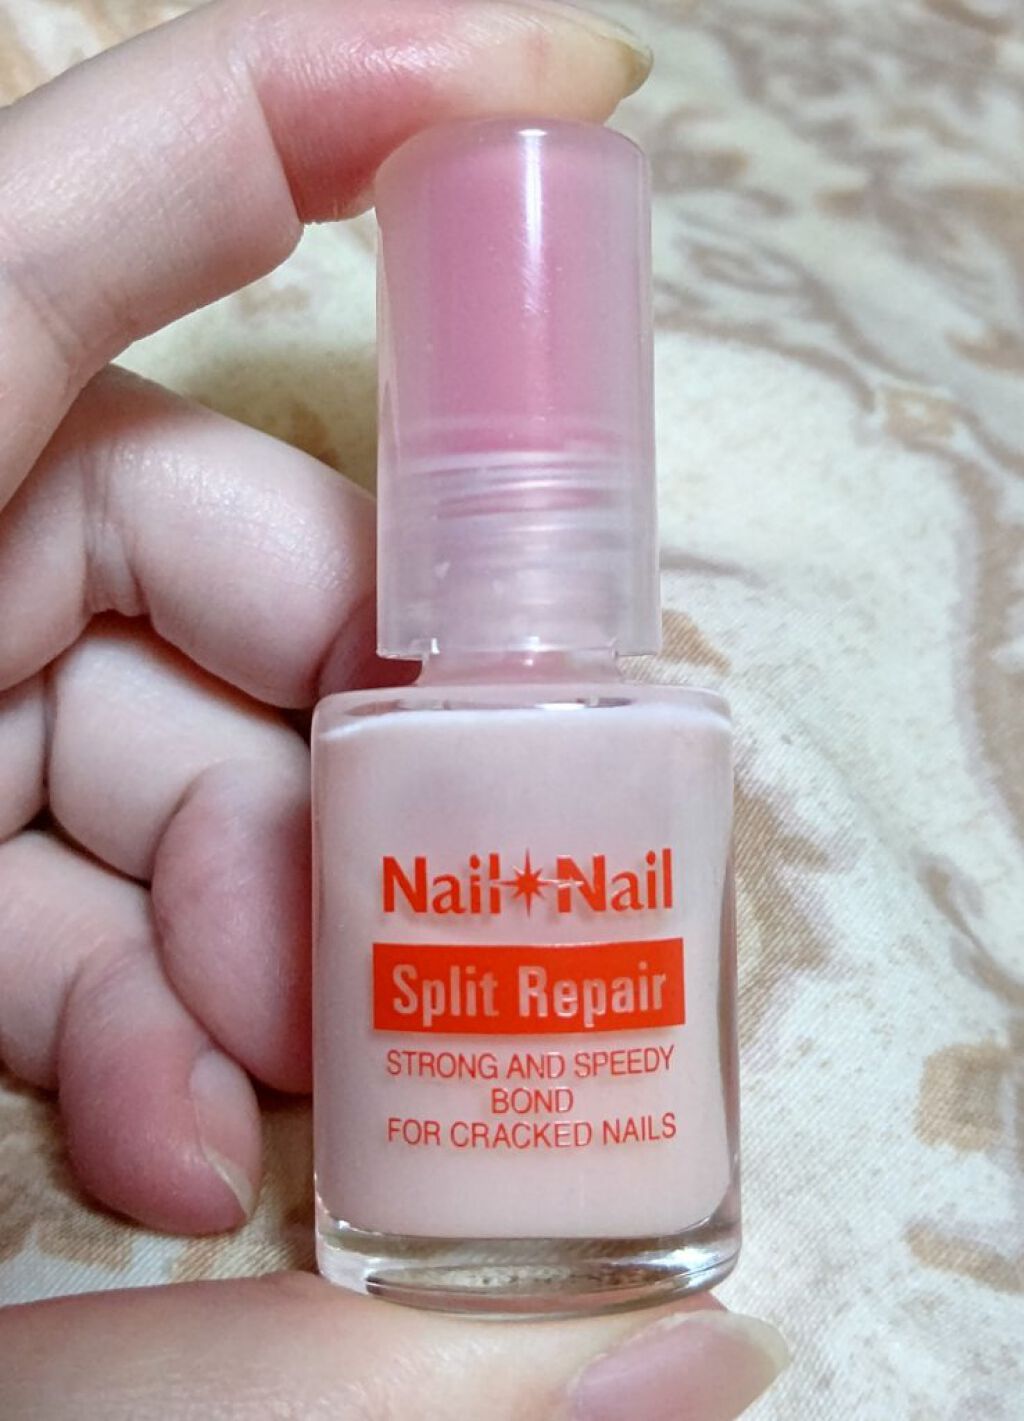 Nail Nail
Split Repair
STRONG AND SPEEDY
BOND
FOR CRACKED NAILS